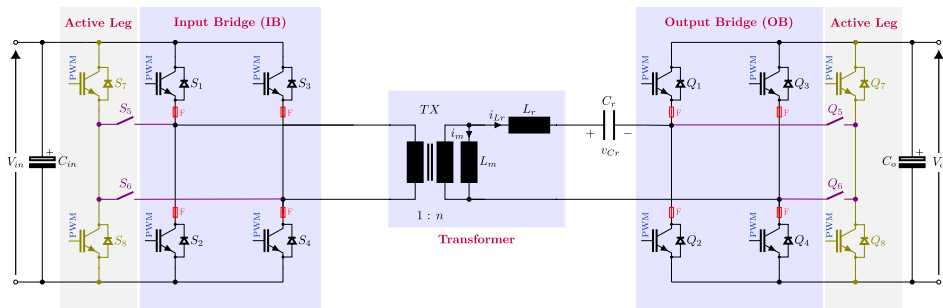 Active Leg
Input Bridge (IB)
Output Bridge (OB)
Active Leg
PWM S7
PWM S1
PWM S3
PWM Q1
PWM Q3
PWM Q7
F
F
F
F
S5
TX
iLr
Lr
Cr
+ −
vCr
Q5
im
Vin
+
Cin
Lm
Co
+
Vo
S6
Q6
F
F
F
F
1 : n
PWM S8
PWM S2
PWM S4
Transformer
PWM Q2
PWM Q4
PWM Q8